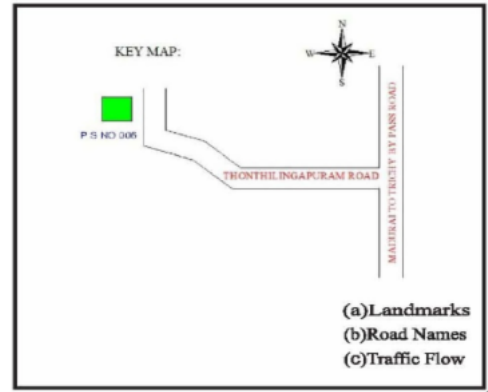 N
KEY MAP:
W
E
S
P S NO 006
THONTHILINGAPURAM ROAD
MADURAI TO TRICHY BY PASS ROAD
(a)Landmarks
(b)Road Names
(c)Traffic Flow